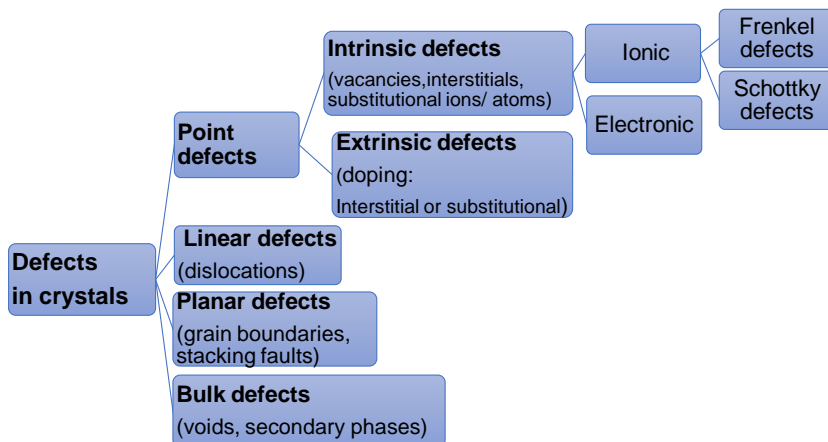 Defects
in crystals
Point
defects
Intrinsic defects
(vacancies,interstitials,
substitutional ions/ atoms)
Ionic
Frenkel
defects
Schottky
defects
Electronic
Extrinsic defects
(doping:
Interstitial or substitutional)
Linear defects
(dislocations)
Planar defects
(grain boundaries,
stacking faults)
Bulk defects
(voids, secondary phases)